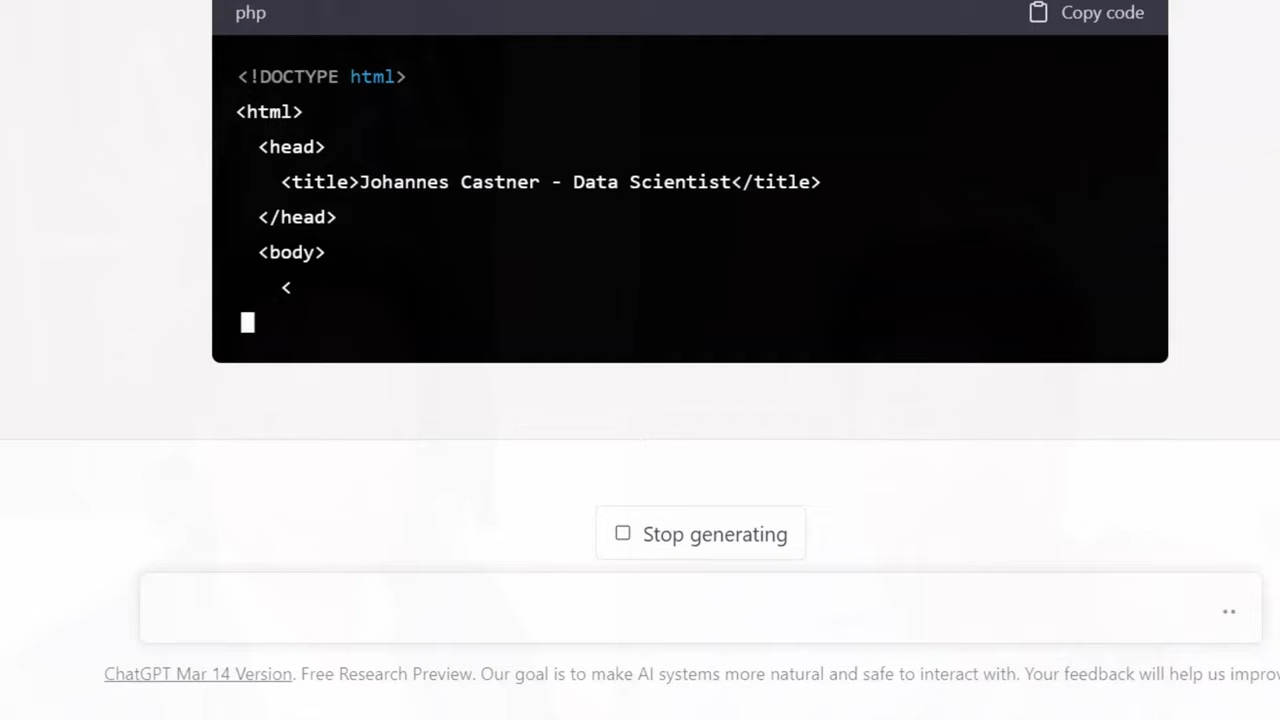 php
Copy code
<!DOCTYPE html>
<html>
<head>
<title>Johannes Castner - Data Scientist</title>
</head>
<body>
<
Stop generating
ChatGPT Mar 14 Version. Free Research Preview. Our goal is to make AI systems more natural and safe to interact with. Your feedback will help us